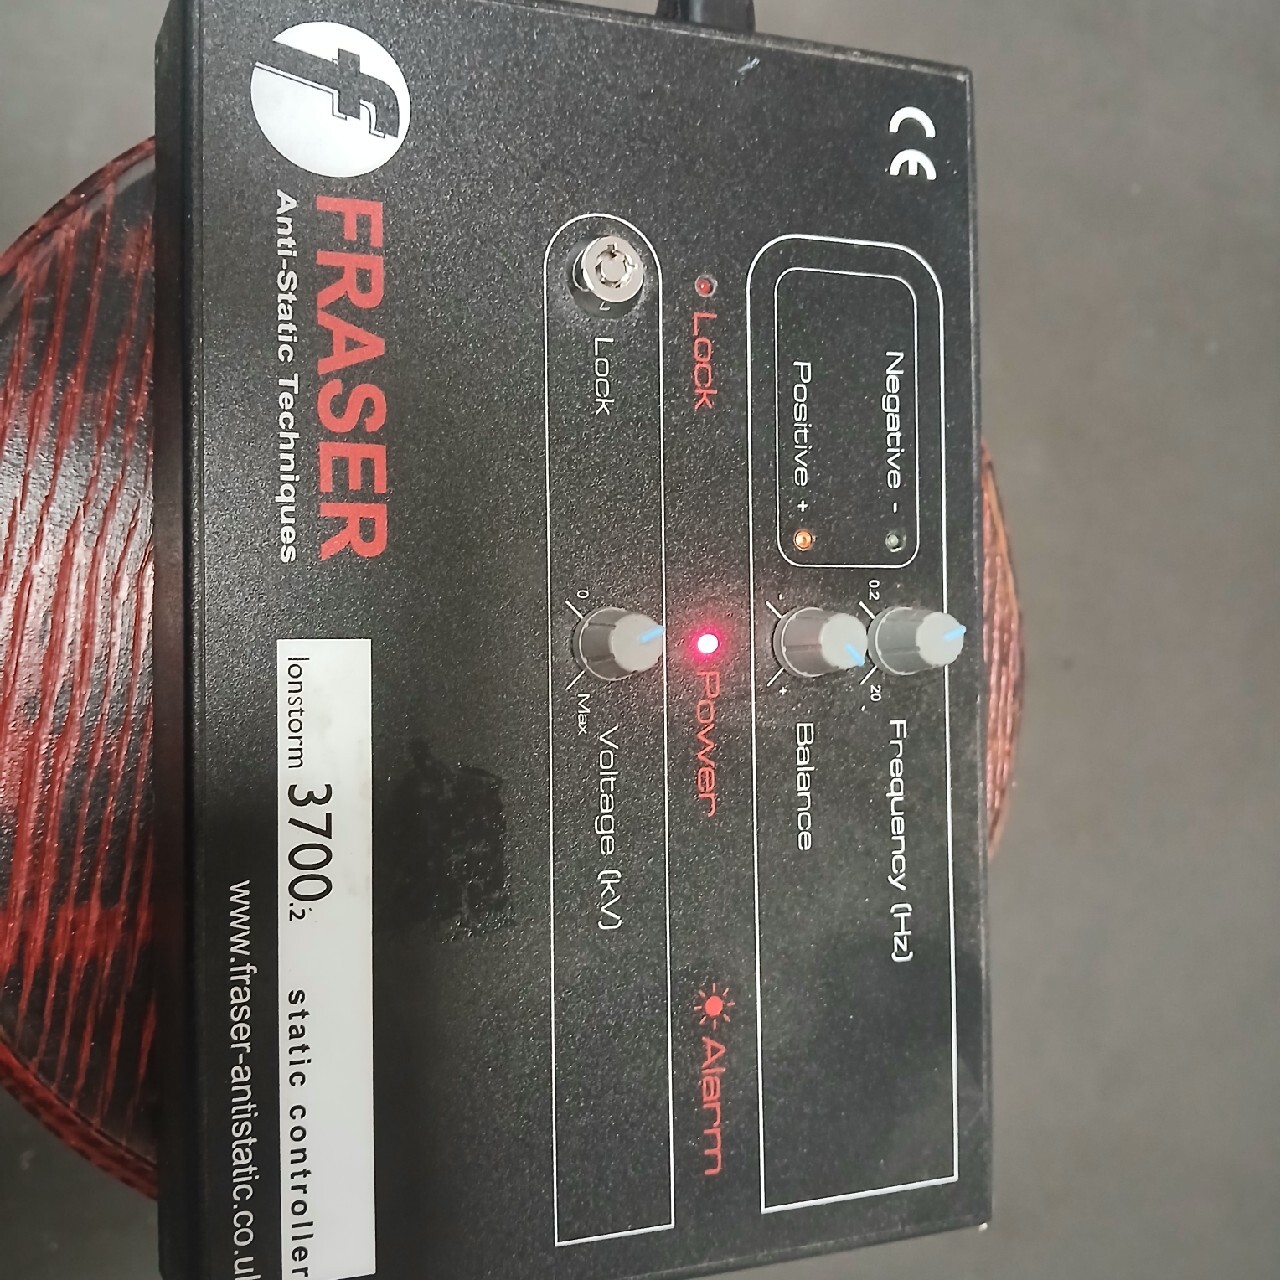 CE
Negative -
Positive +
0.2
20
Frequency (Hz)
-
+
Balance
Lock
Power
Alarm
Lock
0
Max
Voltage (kV)
f
FRASER
Anti-Static Techniques
Ionstorm 3700.2 static controller
www.fraser-antistatic.co.uk